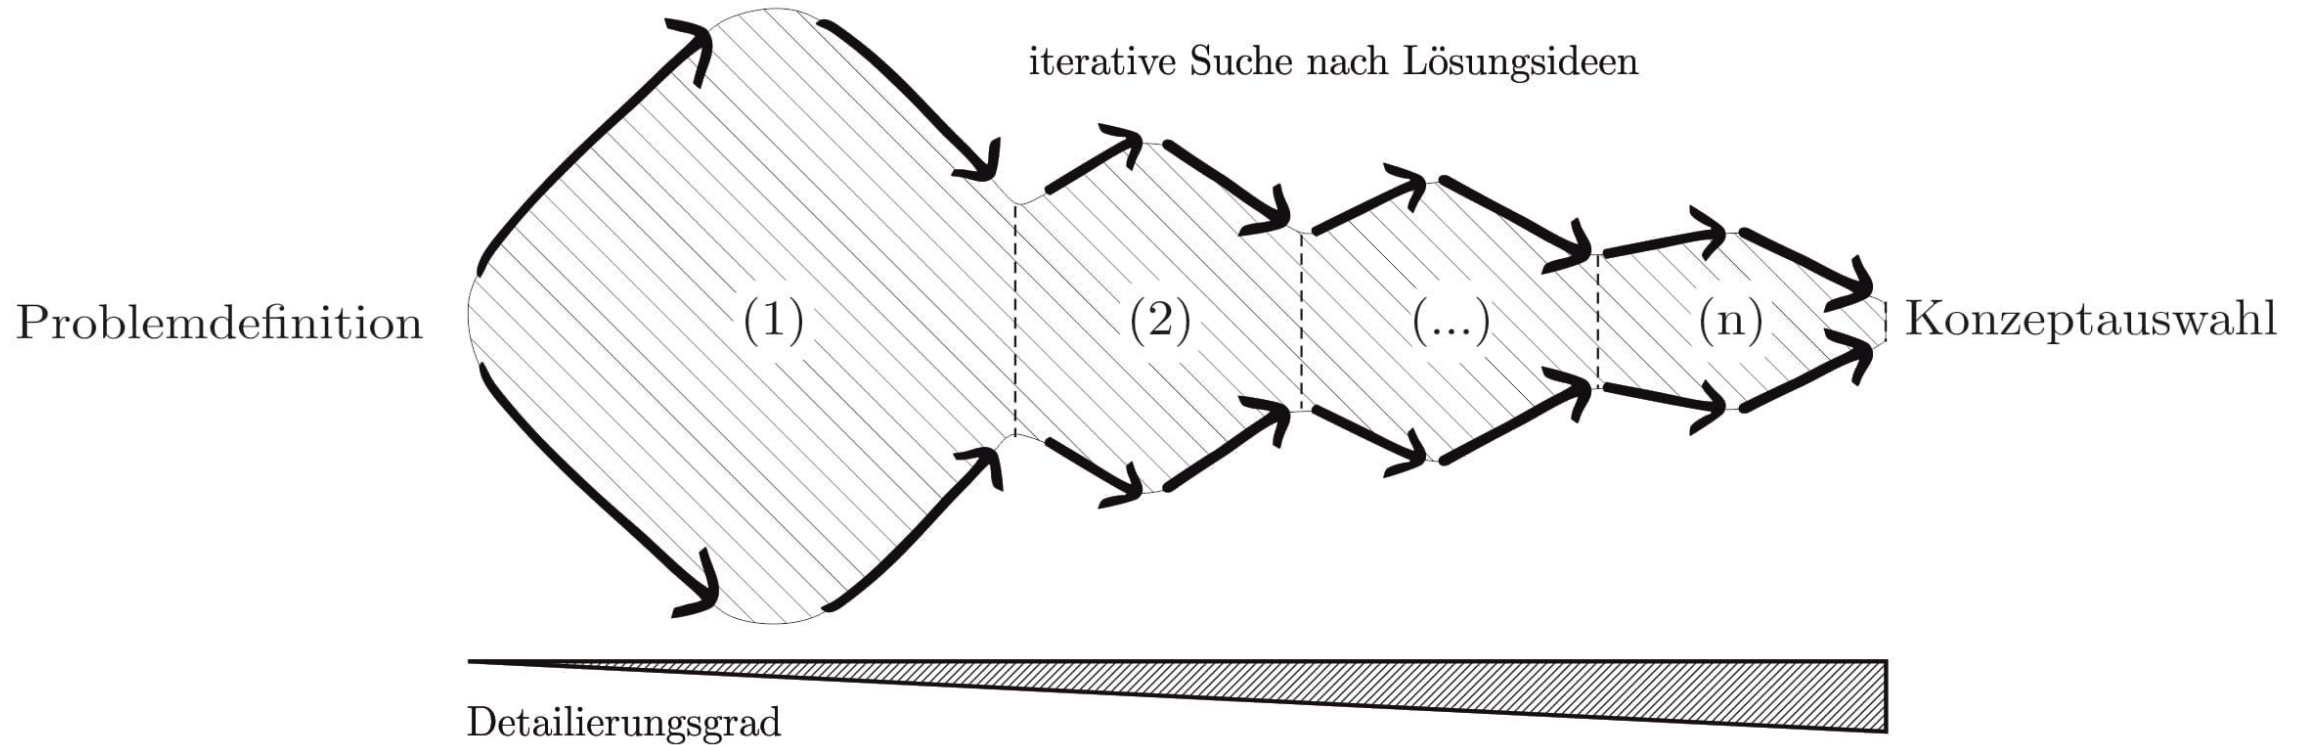 iterative Suche nach Lösungsideen
Problemdefinition
(1)
(2)
(...)
(n)
Konzeptauswahl
Detailierungsgrad